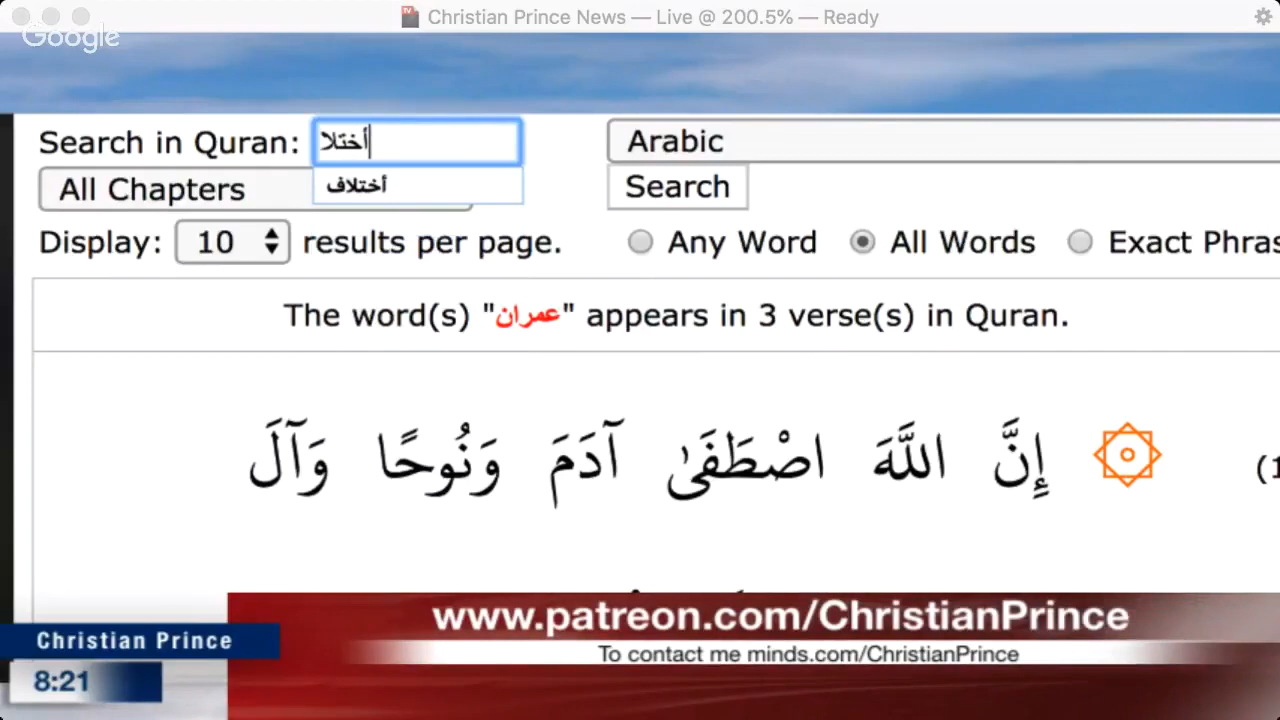 Christian Prince News — Live @ 200.5% — Ready
Google
Search in Quran: أختلا Arabic
أختلاف
All Chapters Search
Display: 10 results per page. Any Word All Words Exact Phras
The word(s) "عمران" appears in 3 verse(s) in Quran.
(1 إِنَّ اللَّهَ اصْطَفَىٰ آدَمَ وَنُوحًا وَآلَ
www.patreon.com/ChristianPrince
Christian Prince
To contact me minds.com/ChristianPrince
8:21